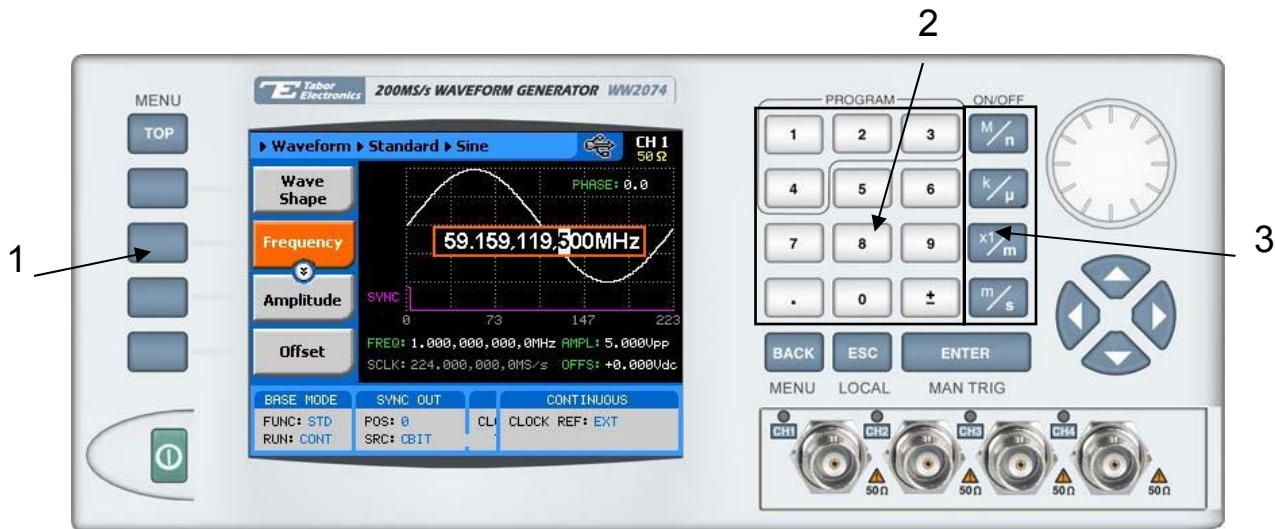 2
1
3
MENU
TOP
Tabor Electronics 200MS/s WAVEFORM GENERATOR WW2074
Waveform Standard Sine
CH 1
50 Ω
Wave Shape
Frequency
Amplitude
Offset
PHASE: 0.0
59.159,119,500MHz
SYNC
0 73 147 223
FREQ: 1.000,000,000,0MHz AMPL: 5.000Vpp
SCLK: 224.000,000,0MS/s OFFS: +0.000Vdc
BASE MODE
FUNC: STD
RUN: CONT
SYNC OUT
POS: 0
SRC: CBIT
CL
CONTINUOUS
CLOCK REF: EXT
PROGRAM
ON/OFF
1 2 3 M/n
4 5 6 k/µ
7 8 9 x1/m
. 0 ± m/s
BACK ESC ENTER
MENU LOCAL MAN TRIG
CH1 CH2 CH3 CH4
50Ω 50Ω 50Ω 50Ω